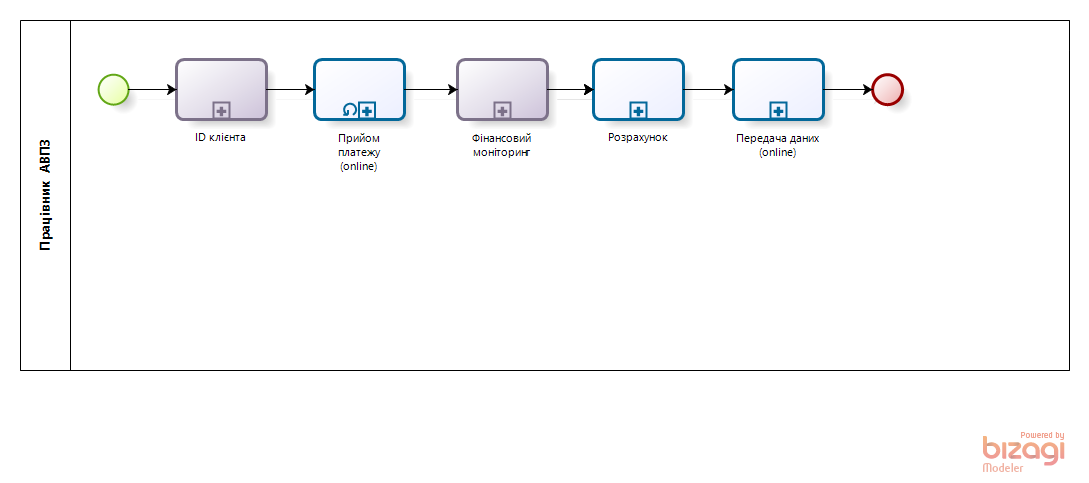 Працівник АВПЗ
ID клієнта
Прийом
платежу
(online)
Фінансовий
моніторинг
Розрахунок
Передача даних
(online)
Powered by
bizagi
Modeler